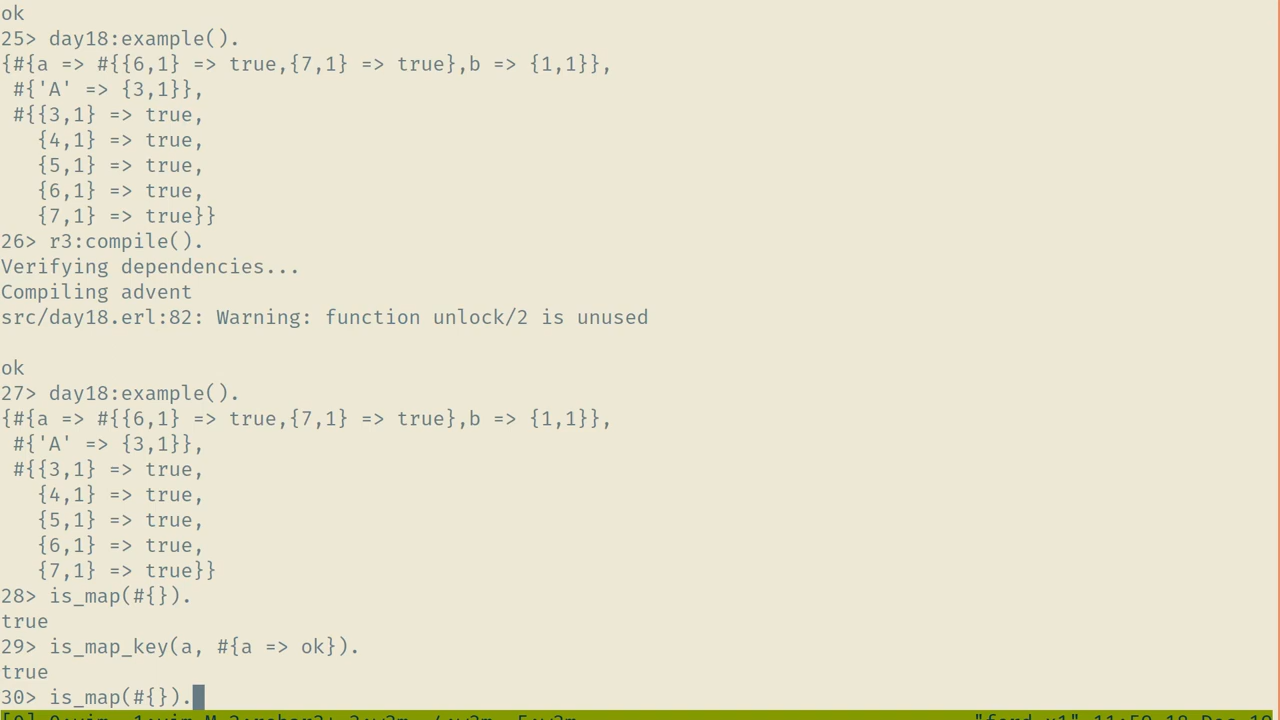 ok
25> day18:example().
{#{a => #{{6,1} => true,{7,1} => true},b => {1,1}},
 #{'A' => {3,1}},
 #{{3,1} => true,
   {4,1} => true,
   {5,1} => true,
   {6,1} => true,
   {7,1} => true}}
26> r3:compile().
Verifying dependencies...
Compiling advent
src/day18.erl:82: Warning: function unlock/2 is unused
ok
27> day18:example().
{#{a => #{{6,1} => true,{7,1} => true},b => {1,1}},
 #{'A' => {3,1}},
 #{{3,1} => true,
   {4,1} => true,
   {5,1} => true,
   {6,1} => true,
   {7,1} => true}}
28> is_map(#{}).
true
29> is_map_key(a, #{a => ok}).
true
30> is_map(#{}).